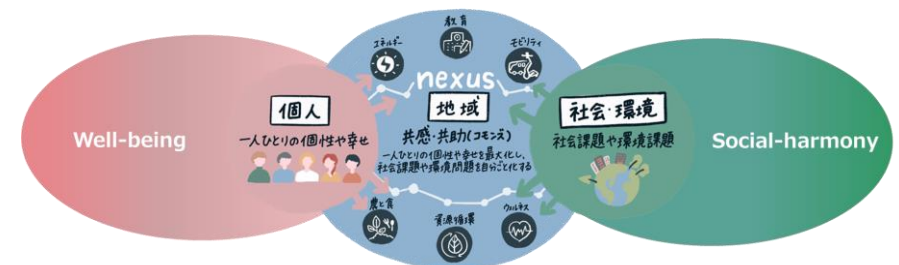 Well-being
個人
一人ひとりの個性や幸せ
エネルギー
教育
モビリティ
nexus
地域
共感・共助(コモンズ)
一人ひとりの個性や幸せを最大化し、
社会課題や環境問題を自分ごと化する
農と食
資源循環
ウェルネス
社会・環境
社会課題や環境課題
Social-harmony